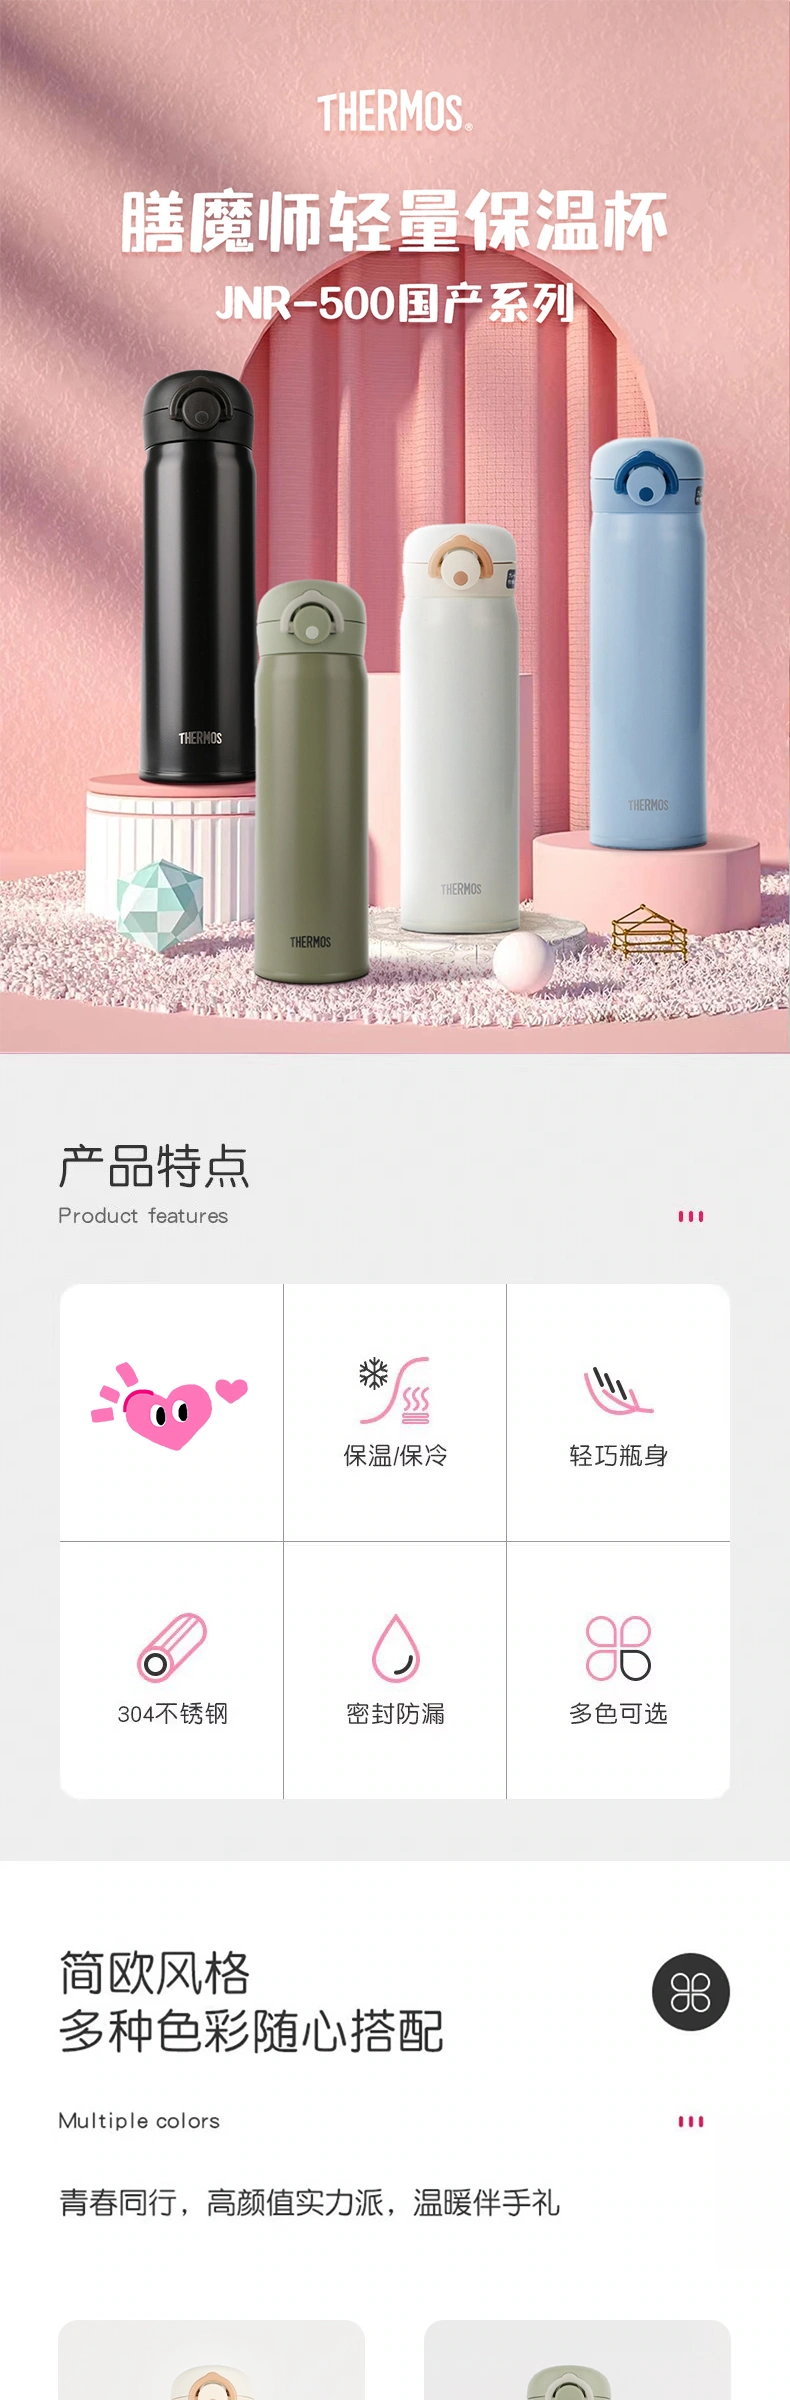 THERMOS®
膳魔师轻量保温杯
JNR-500国产系列
THERMOS
THERMOS
THERMOS
THERMOS
产品特点
Product features
保温/保冷
轻巧瓶身
304不锈钢
密封防漏
多色可选
简欧风格
多种色彩随心搭配
Multiple colors
青春同行，高颜值实力派，温暖伴手礼